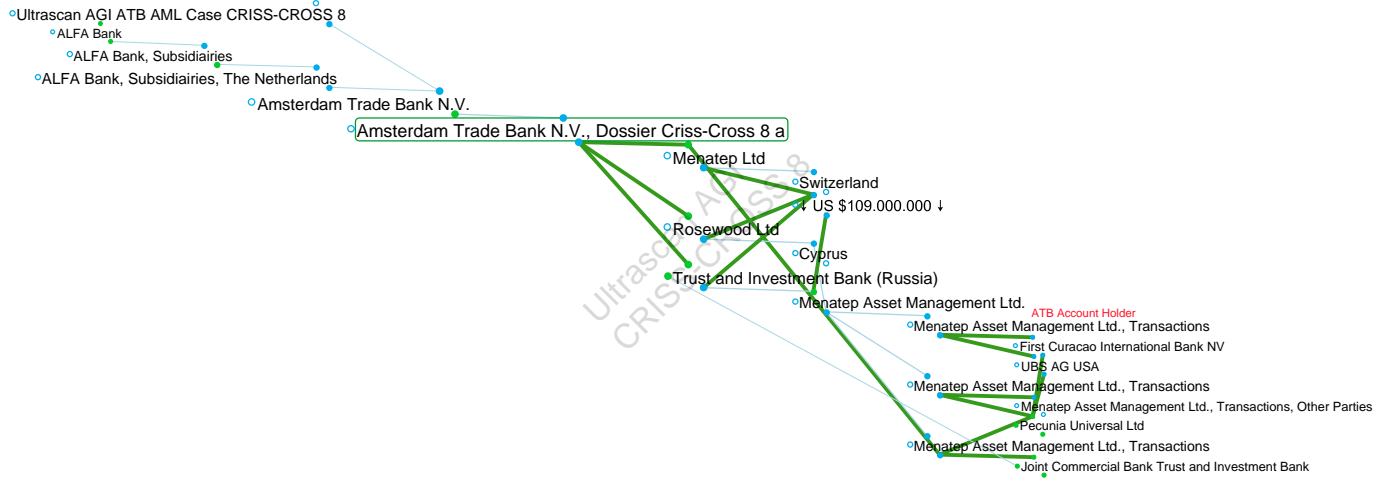 Ultrascan AGI ATB AML Case CRISS-CROSS 8
ALFA Bank
ALFA Bank, Subsidiairies
ALFA Bank, Subsidiairies, The Netherlands
Amsterdam Trade Bank N.V.
Amsterdam Trade Bank N.V., Dossier Criss-Cross 8 a
Menatep Ltd
Switzerland
↓ US $109.000.000 ↓
Rosewood Ltd
Cyprus
Trust and Investment Bank (Russia)
Menatep Asset Management Ltd.
ATB Account Holder
Menatep Asset Management Ltd., Transactions
First Curacao International Bank NV
UBS AG USA
Menatep Asset Management Ltd., Transactions
Menatep Asset Management Ltd., Transactions, Other Parties
Pecunia Universal Ltd
Menatep Asset Management Ltd., Transactions
Joint Commercial Bank Trust and Investment Bank
Ultrascan AGI
CRISS-CROSS 8